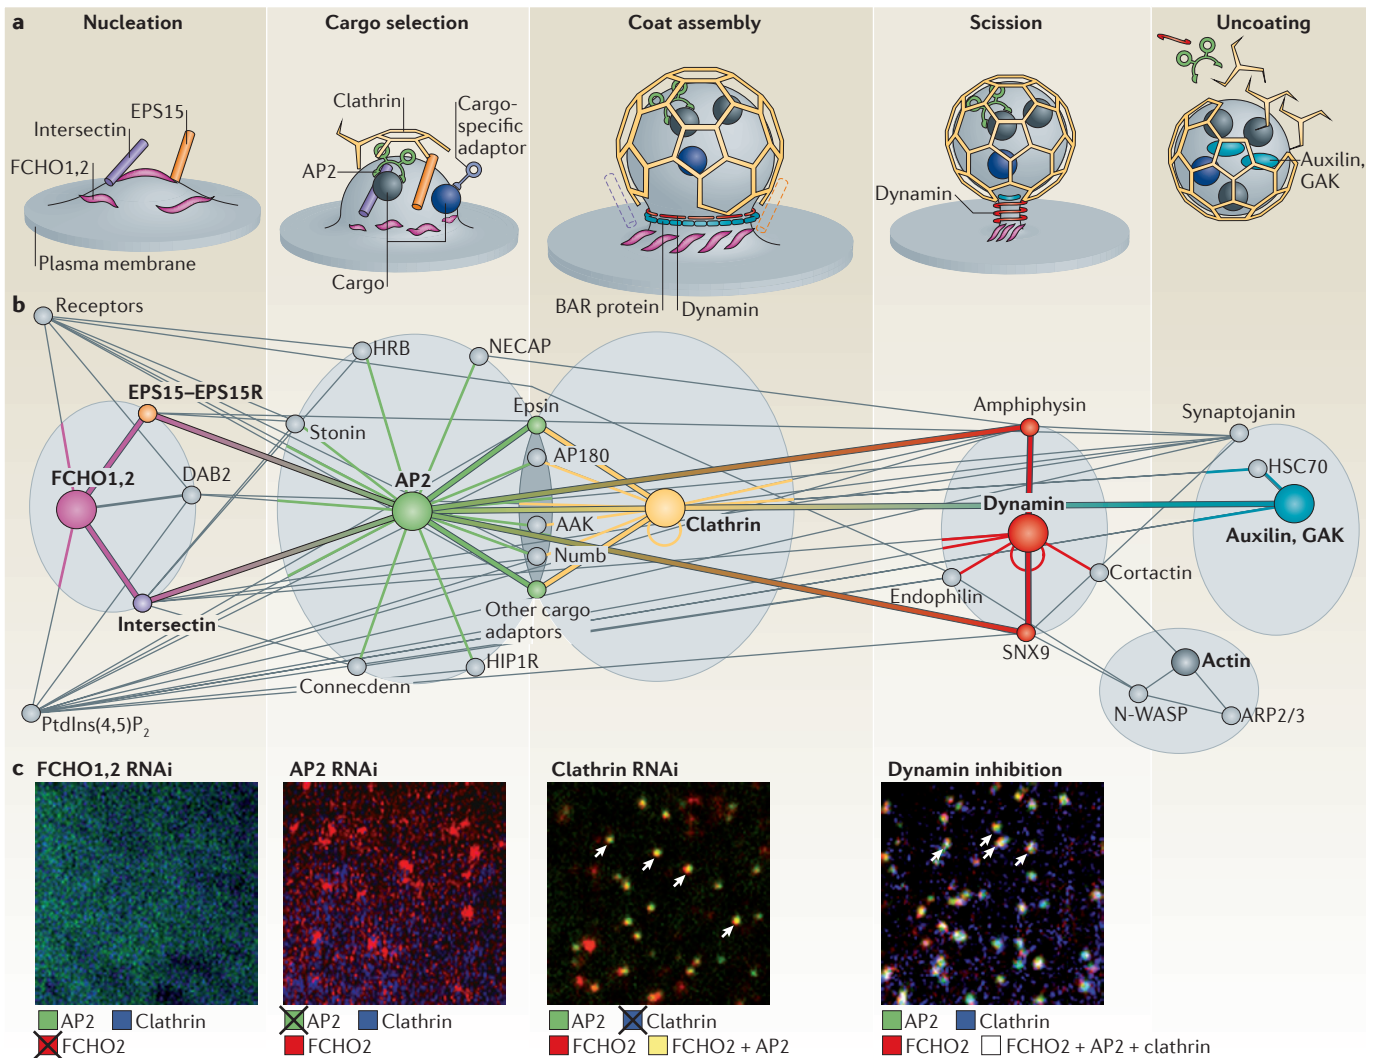 a
Nucleation
Cargo selection
Coat assembly
Scission
Uncoating
EPS15
Intersectin
FCHO1,2
Plasma membrane
Clathrin
Cargo-
specific
adaptor
AP2
Cargo
BAR protein
Dynamin
Dynamin
Auxilin,
GAK
b
Receptors
HRB
NECAP
EPS15–EPS15R
Stonin
Epsin
Amphiphysin
Synaptojanin
FCHO1,2
DAB2
AP2
AP180
HSC70
Dynamin
AAK
Clathrin
Auxilin, GAK
Numb
Cortactin
Endophilin
Intersectin
Other cargo
adaptors
SNX9
HIP1R
Actin
Connecdenn
PtdIns(4,5)P2
N-WASP
ARP2/3
c
FCHO1,2 RNAi
AP2 RNAi
Clathrin RNAi
Dynamin inhibition
AP2
Clathrin
FCHO2
AP2
Clathrin
FCHO2
AP2
Clathrin
FCHO2
FCHO2 + AP2
AP2
Clathrin
FCHO2
FCHO2 + AP2 + clathrin